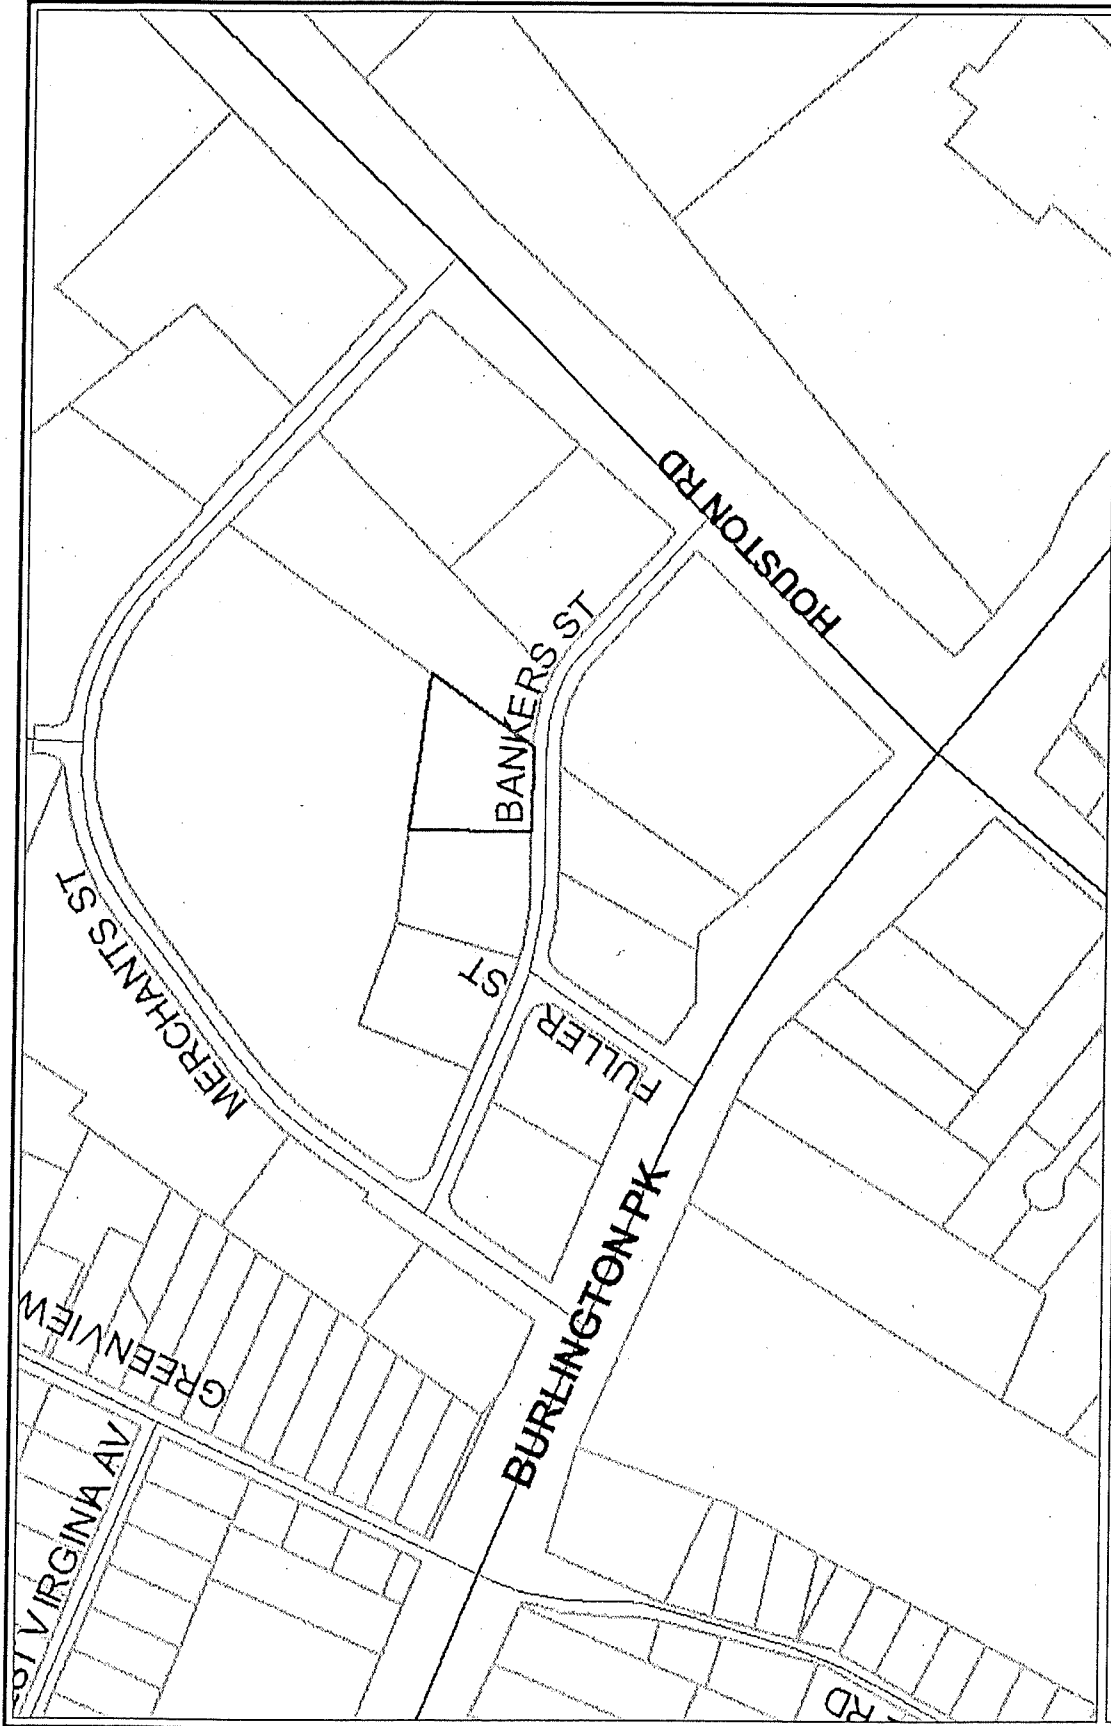 HOUSTON RD
BANKERS ST
MERCHANTS ST
FULLER ST
BURLINGTON PK
GREENVIEW
VIRGINIA AV
RD